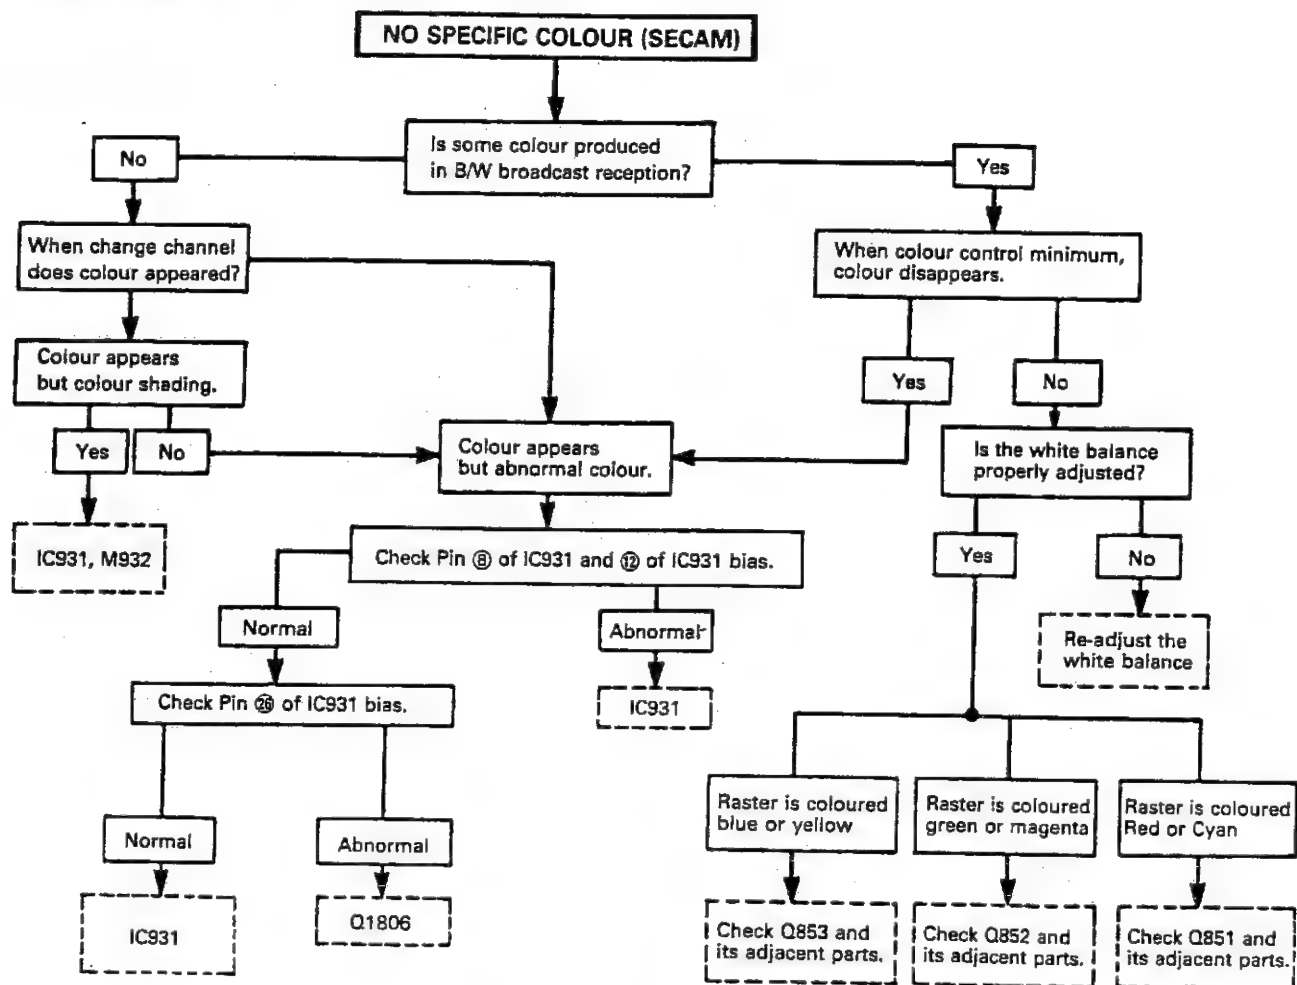 NO SPECIFIC COLOUR (SECAM)
Is some colour produced
in B/W broadcast reception?
No
Yes
When change channel
does colour appeared?
When colour control minimum,
colour disappears.
Colour appears
but colour shading.
Yes
No
Yes
No
Colour appears
but abnormal colour.
Is the white balance
properly adjusted?
IC931, M932
Check Pin ⑧ of IC931 and ⑫ of IC931 bias.
Yes
No
Normal
Abnormal
Re-adjust the
white balance
Check Pin ㉖ of IC931 bias.
IC931
Normal
Abnormal
Raster is coloured
blue or yellow
Raster is coloured
green or magenta
Raster is coloured
Red or Cyan
IC931
Q1806
Check Q853 and
its adjacent parts.
Check Q852 and
its adjacent parts.
Check Q851 and
its adjacent parts.